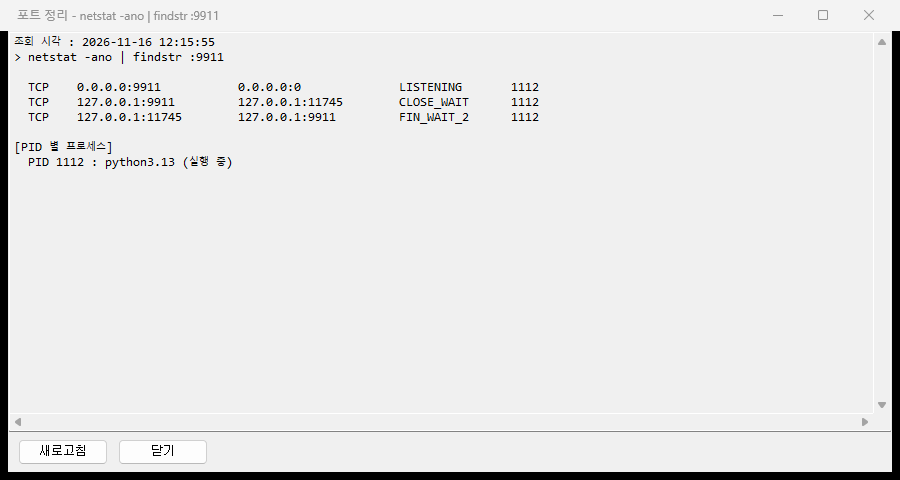 포트 정리 - netstat -ano | findstr :9911
조회 시각 : 2026-11-16 12:15:55
> netstat -ano | findstr :9911
TCP    0.0.0.0:9911           0.0.0.0:0              LISTENING       1112
TCP    127.0.0.1:9911         127.0.0.1:11745        CLOSE_WAIT      1112
TCP    127.0.0.1:11745        127.0.0.1:9911         FIN_WAIT_2      1112
[PID 별 프로세스]
PID 1112 : python3.13 (실행 중)
새로고침 닫기